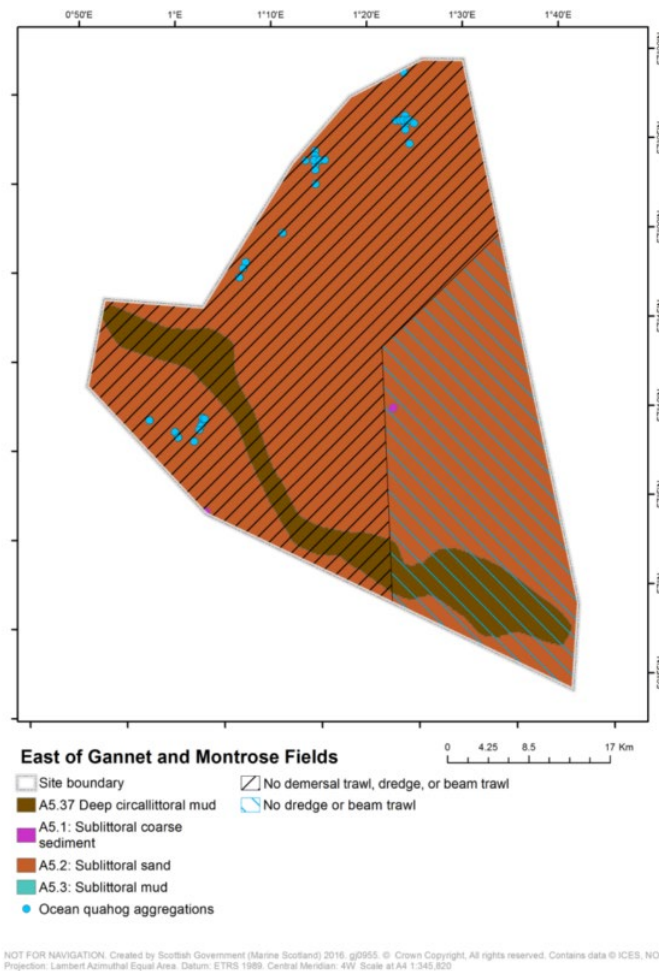 0°50'E 1°E 1°10'E 1°20'E 1°30'E 1°40'E
East of Gannet and Montrose Fields
0 4.25 8.5 17 Km
Site boundary
No demersal trawl, dredge, or beam trawl
A5.37 Deep circallittoral mud
No dredge or beam trawl
A5.1: Sublittoral coarse
sediment
A5.2: Sublittoral sand
A5.3: Sublittoral mud
Ocean quahog aggregations
NOT FOR NAVIGATION. Created by Scottish Government (Marine Scotland) 2016. gj0955. © Crown Copyright, All rights reserved. Contains data © ICES, NO
Projection: Lambert Azimuthal Equal Area. Datum: ETRS 1989. Central Meridian: 4W Scale at A4 1:345,820